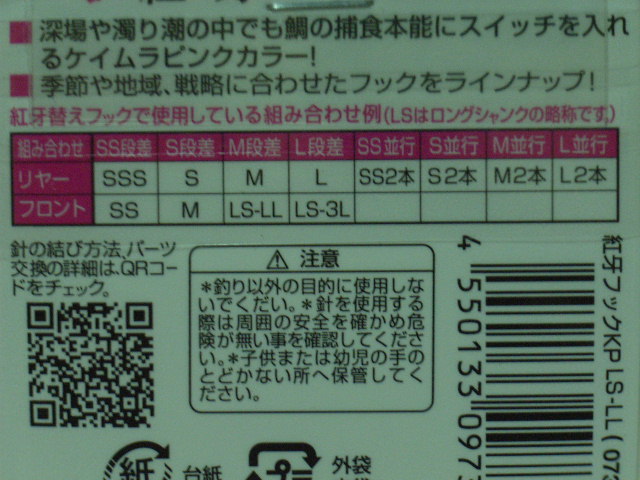 深場や濁り潮の中でも鯛の捕食本能にスイッチを入れ
るケイムラピンクカラー!
季節や地域、戦略に合わせたフックをラインナップ!
紅牙替えフックで使用している組み合わせ例(LSはロングシャンクの略称です。)
組み合わせ SS段差 S段差 M段差 L段差 SS並行 S並行 M並行 L並行
リヤー SSS S M L SS2本 S2本 M2本 L2本
フロント SS M LS-LL LS-3L
針の結び方法、パーツ
交換の詳細は、QRコー
ドをチェック。
注意
*釣り以外の目的に使用しな
いでください。*針を使用する
際は周囲の安全を確かめ危
険が無い事を確認してくださ
い。*子供または幼児の手の
とどかない所へ保管してく
ださい。
紅牙フックKP LS-LL (073
4 550133 0973
紙 台紙
外袋